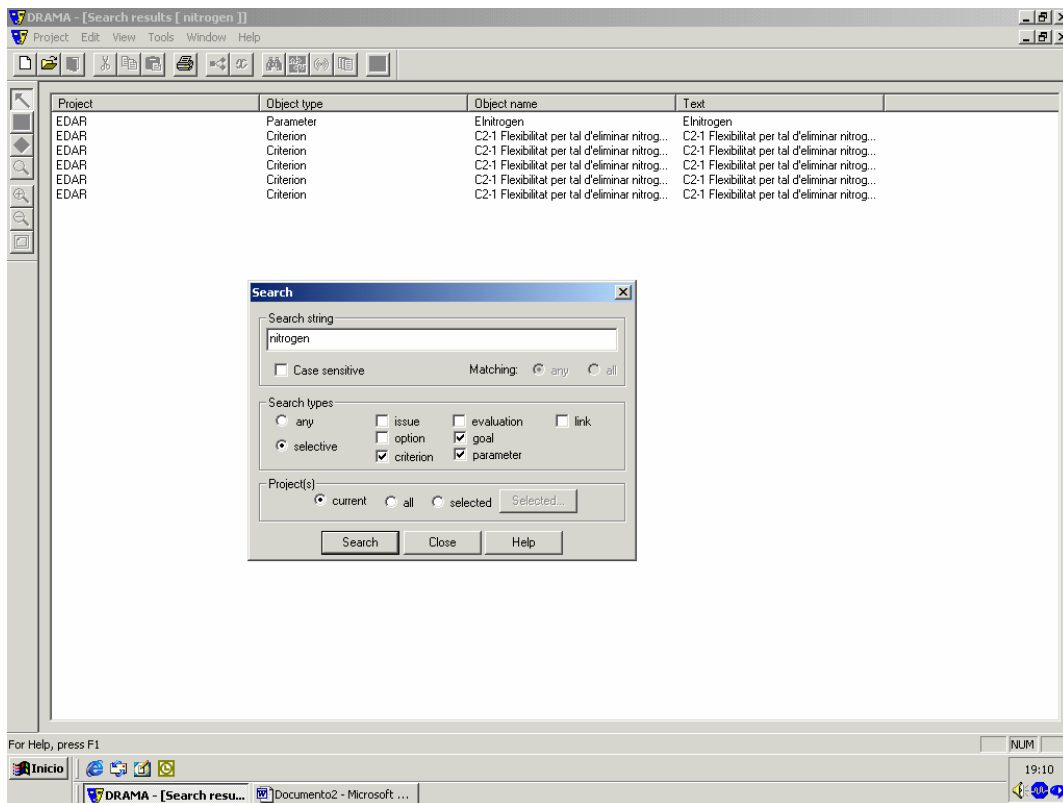 DRAMA - [Search results [ nitrogen ]]
Project Edit View Tools Window Help
Project Object type Object name Text
EDAR Parameter Elnitrogen Elnitrogen
EDAR Criterion C2-1 Flexibilitat per tal d'eliminar nitrog... C2-1 Flexibilitat per tal d'eliminar nitrog...
EDAR Criterion C2-1 Flexibilitat per tal d'eliminar nitrog... C2-1 Flexibilitat per tal d'eliminar nitrog...
EDAR Criterion C2-1 Flexibilitat per tal d'eliminar nitrog... C2-1 Flexibilitat per tal d'eliminar nitrog...
EDAR Criterion C2-1 Flexibilitat per tal d'eliminar nitrog... C2-1 Flexibilitat per tal d'eliminar nitrog...
EDAR Criterion C2-1 Flexibilitat per tal d'eliminar nitrog... C2-1 Flexibilitat per tal d'eliminar nitrog...
Search
Search string
nitrogen
Case sensitive Matching: any all
Search types
any issue evaluation link
selective option goal
criterion parameter
Project(s)
current all selected Selected...
Search Close Help
For Help, press F1 NUM
Inicio 19:10
DRAMA - [Search resu... Documento2 - Microsoft ...